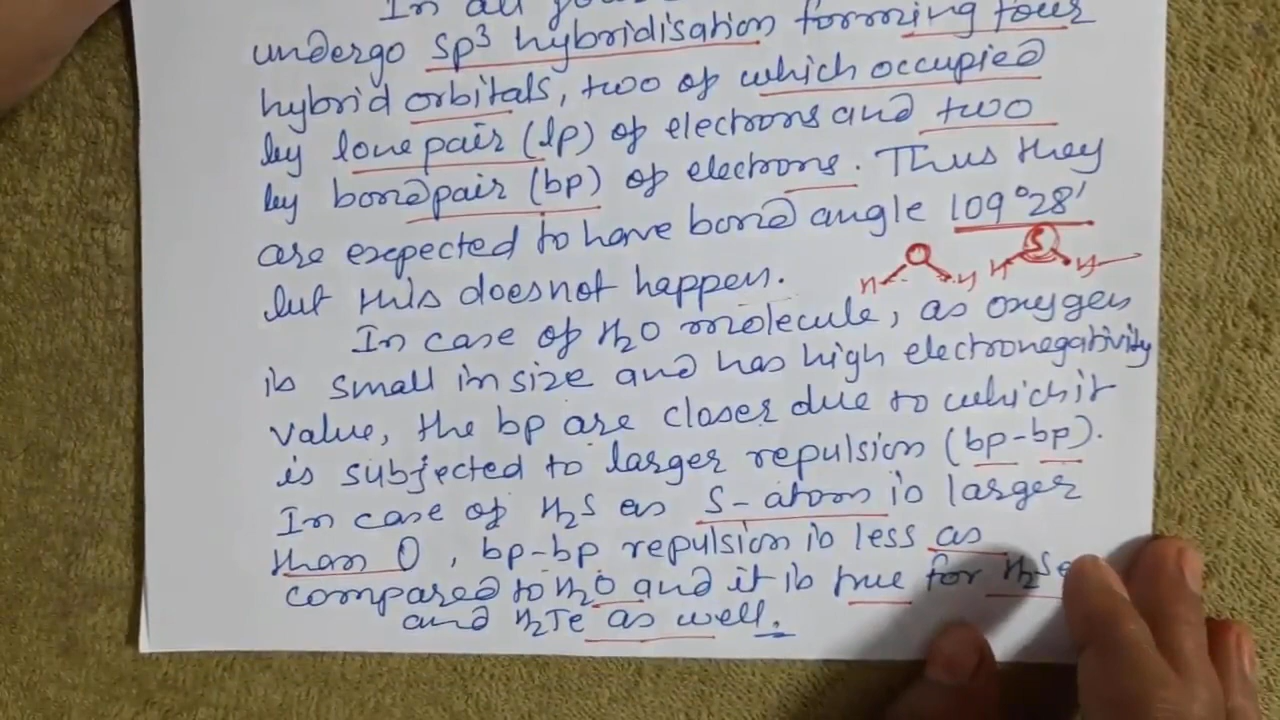 In all
undergo sp³ hybridisation forming four
hybrid orbitals, two of which occupied
by lone pair (lp) of electrons and two
by bond pair (bp) of electrons. Thus they
are expected to have bond angle 109°28'
but this does not happen.
O S
H H H H
In case of H₂O molecule, as oxygen
is small in size and has high electronegativity
value, the bp are closer due to which it
is subjected to larger repulsion (bp-bp).
In case of H₂S as S-atom is larger
than O, bp-bp repulsion is less as
compared to H₂O and it is true for H₂Se
and H₂Te as well.